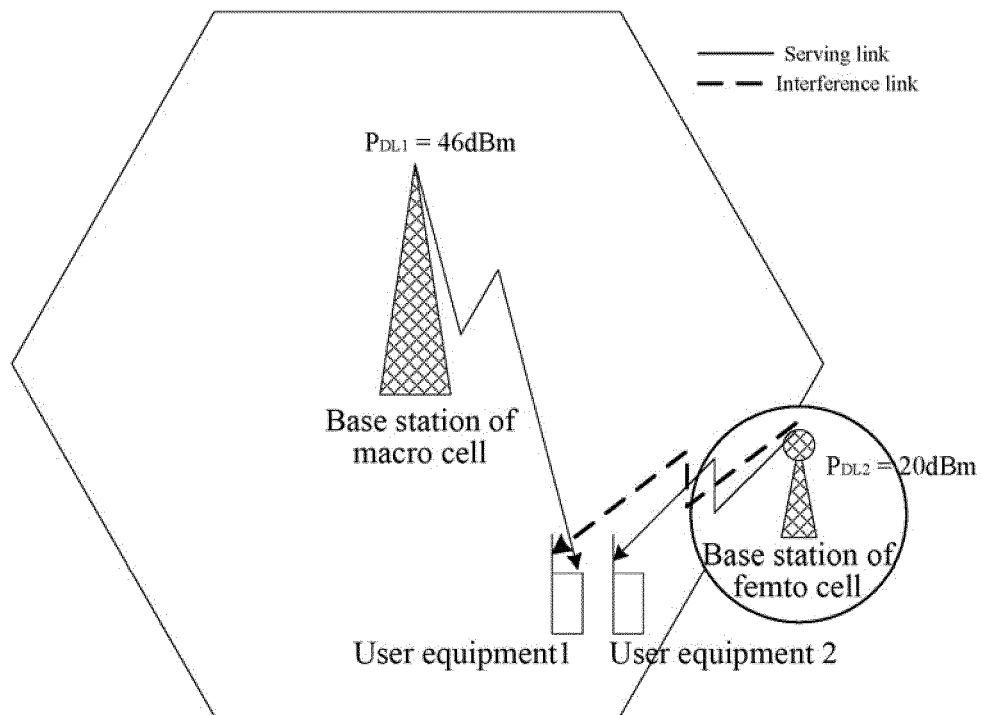 Serving link
Interference link
PDL1 = 46dBm
Base station of
macro cell
PDL2 = 20dBm
Base station of
femto cell
User equipment1
User equipment 2